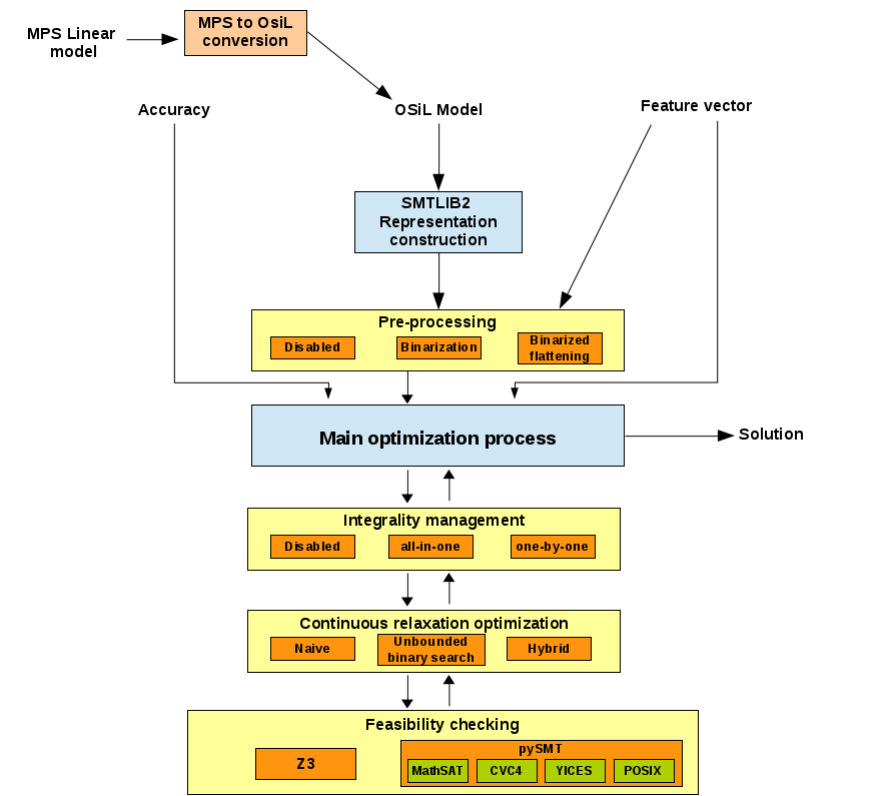 MPS Linear
model
MPS to OsiL
conversion
Accuracy
OSiL Model
Feature vector
SMTLIB2
Representation
construction
Pre-processing
Disabled
Binarization
Binarized
flattening
Main optimization process
Solution
Integrality management
Disabled
all-in-one
one-by-one
Continuous relaxation optimization
Naive
Unbounded
binary search
Hybrid
Feasibility checking
Z3
pySMT
MathSAT
CVC4
YICES
POSIX